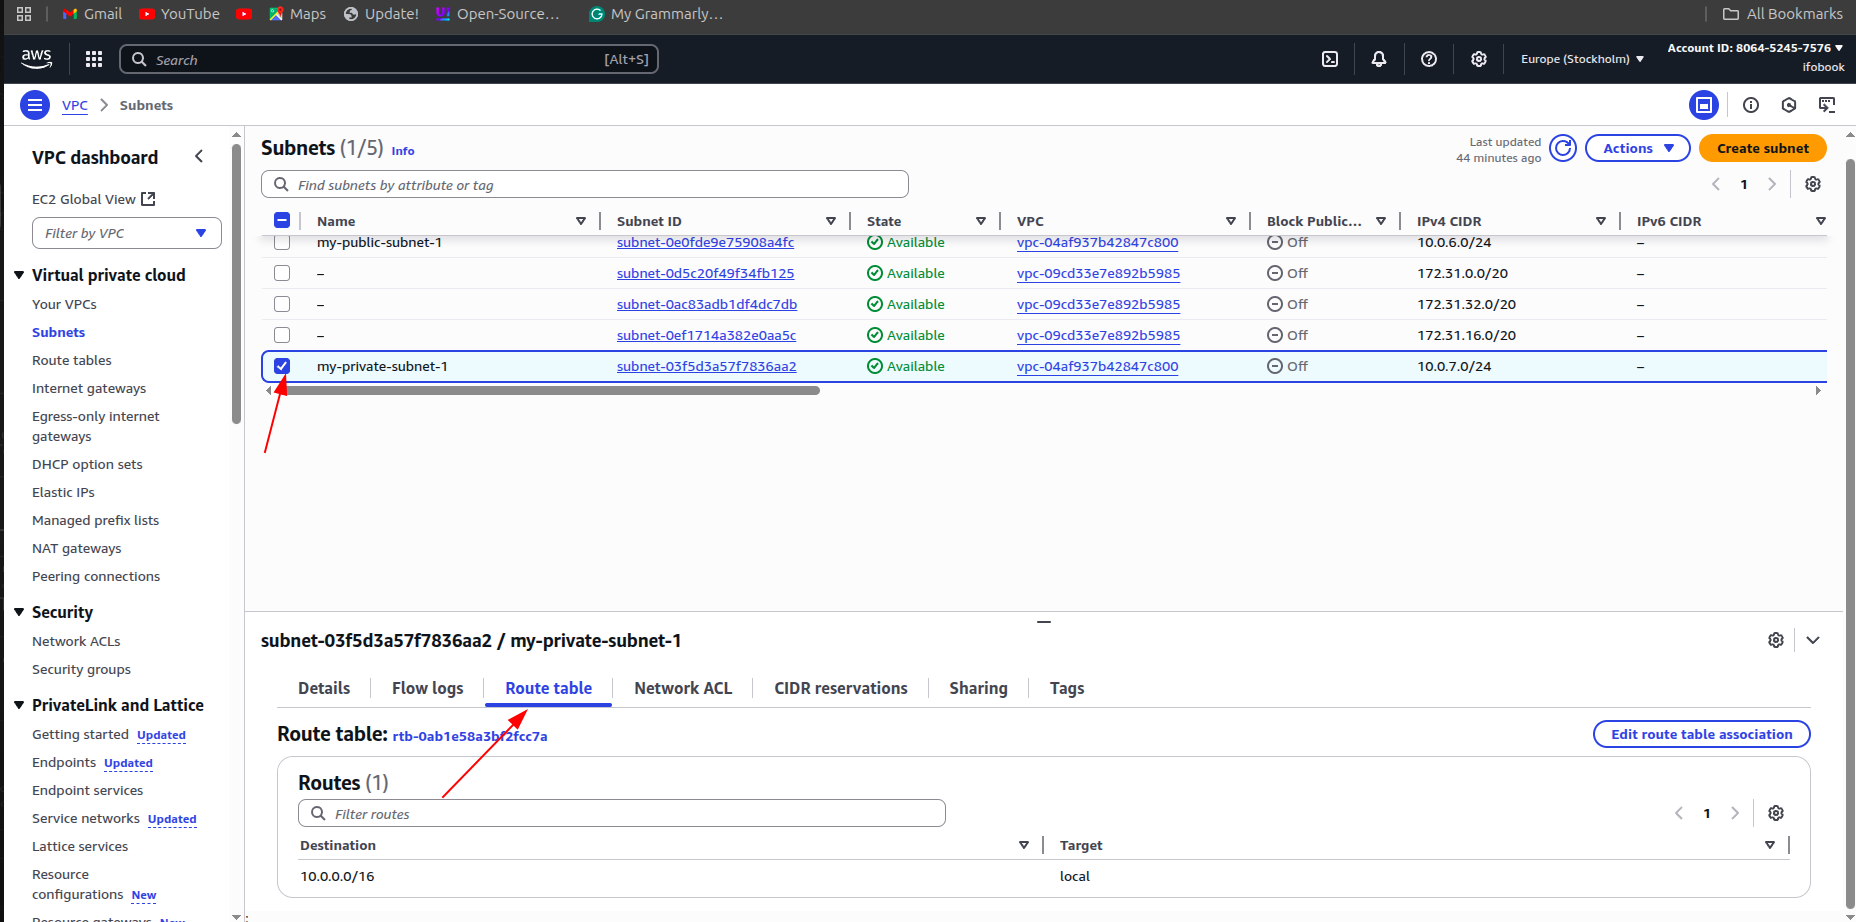 Gmail YouTube Maps Update! Open-Source... My Grammarly... All Bookmarks
aws Search [Alt+S] Europe (Stockholm) Account ID: 8064-5245-7576
ifobook
VPC > Subnets
VPC dashboard
EC2 Global View
Filter by VPC
Virtual private cloud
Your VPCs
Subnets
Route tables
Internet gateways
Egress-only internet
gateways
DHCP option sets
Elastic IPs
Managed prefix lists
NAT gateways
Peering connections
Security
Network ACLs
Security groups
PrivateLink and Lattice
Getting started Updated
Endpoints Updated
Endpoint services
Service networks Updated
Lattice services
Resource
configurations New
Resource gateways New
Subnets (1/5) Info
Last updated
44 minutes ago
Actions
Create subnet
Find subnets by attribute or tag
1
Name Subnet ID State VPC Block Public... IPv4 CIDR IPv6 CIDR
my-public-subnet-1 subnet-0e0fde9e75908a4fc Available vpc-04af937b42847c800 Off 10.0.6.0/24 –
– subnet-0d5c20f49f34fb125 Available vpc-09cd33e7e892b5985 Off 172.31.0.0/20 –
– subnet-0ac83adb1df4dc7db Available vpc-09cd33e7e892b5985 Off 172.31.32.0/20 –
– subnet-0ef1714a382e0aa5c Available vpc-09cd33e7e892b5985 Off 172.31.16.0/20 –
my-private-subnet-1 subnet-03f5d3a57f7836aa2 Available vpc-04af937b42847c800 Off 10.0.7.0/24 –
subnet-03f5d3a57f7836aa2 / my-private-subnet-1
Details Flow logs Route table Network ACL CIDR reservations Sharing Tags
Route table: rtb-0ab1e58a3bf2fcc7a
Edit route table association
Routes (1)
Filter routes
1
Destination Target
10.0.0.0/16 local